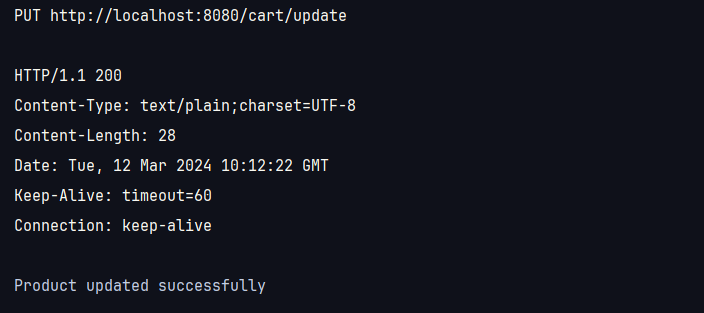 PUT http://localhost:8080/cart/update
HTTP/1.1 200
Content-Type: text/plain;charset=UTF-8
Content-Length: 28
Date: Tue, 12 Mar 2024 10:12:22 GMT
Keep-Alive: timeout=60
Connection: keep-alive
Product updated successfully